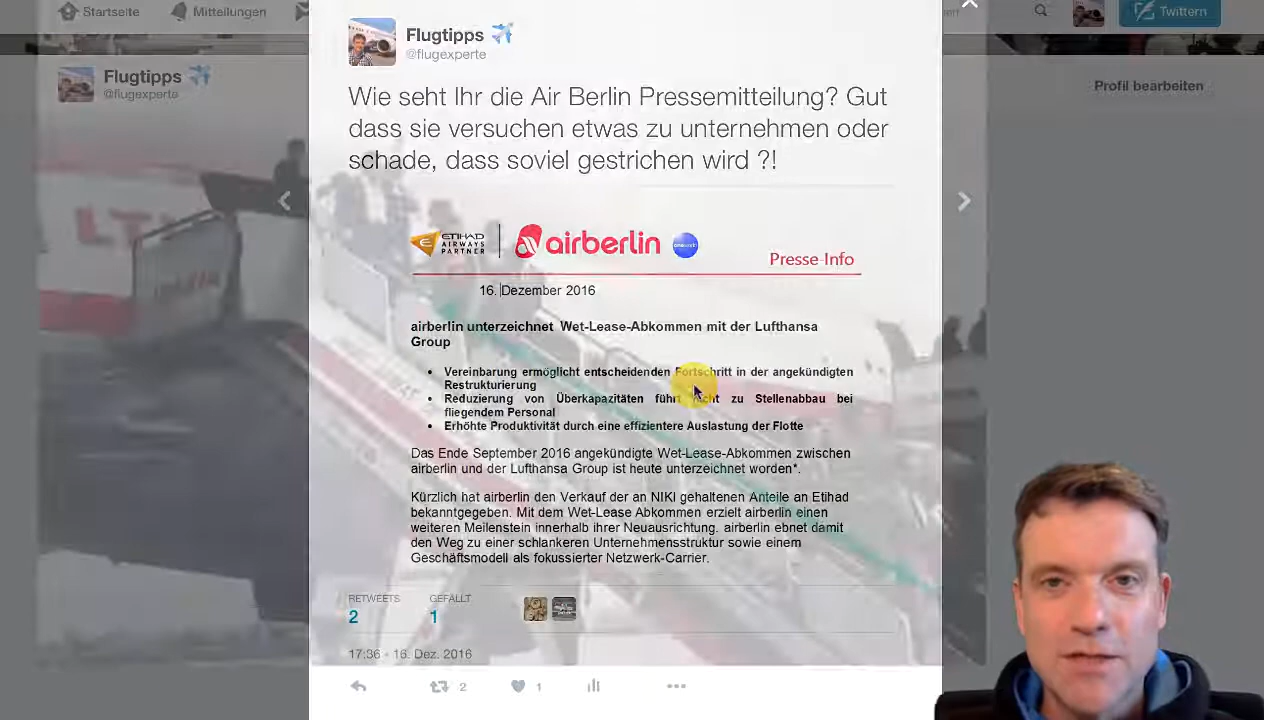 Startseite
Mitteilungen
Twittern
Flugtipps
@flugexperte
Profil bearbeiten
Flugtipps
@flugexperte
Wie seht Ihr die Air Berlin Pressemitteilung? Gut
dass sie versuchen etwas zu unternehmen oder
schade, dass soviel gestrichen wird ?!
ETIHAD
AIRWAYS
PARTNER
airberlin
Presse-Info
16. Dezember 2016
airberlin unterzeichnet Wet-Lease-Abkommen mit der Lufthansa
Group
• Vereinbarung ermöglicht entscheidenden Fortschritt in der angekündigten
Restrukturierung
• Reduzierung von Überkapazitäten führt nicht zu Stellenabbau bei
fliegendem Personal
• Erhöhte Produktivität durch eine effizientere Auslastung der Flotte
Das Ende September 2016 angekündigte Wet-Lease-Abkommen zwischen
airberlin und der Lufthansa Group ist heute unterzeichnet worden*.
Kürzlich hat airberlin den Verkauf der an NIKI gehaltenen Anteile an Etihad
bekanntgegeben. Mit dem Wet-Lease Abkommen erzielt airberlin einen
weiteren Meilenstein innerhalb ihrer Neuausrichtung. airberlin ebnet damit
den Weg zu einer schlankeren Unternehmensstruktur sowie einem
Geschäftsmodell als fokussierter Netzwerk-Carrier.
RETWEETS
2
GEFÄLLT
1
17:36 - 16. Dez. 2016
2
1